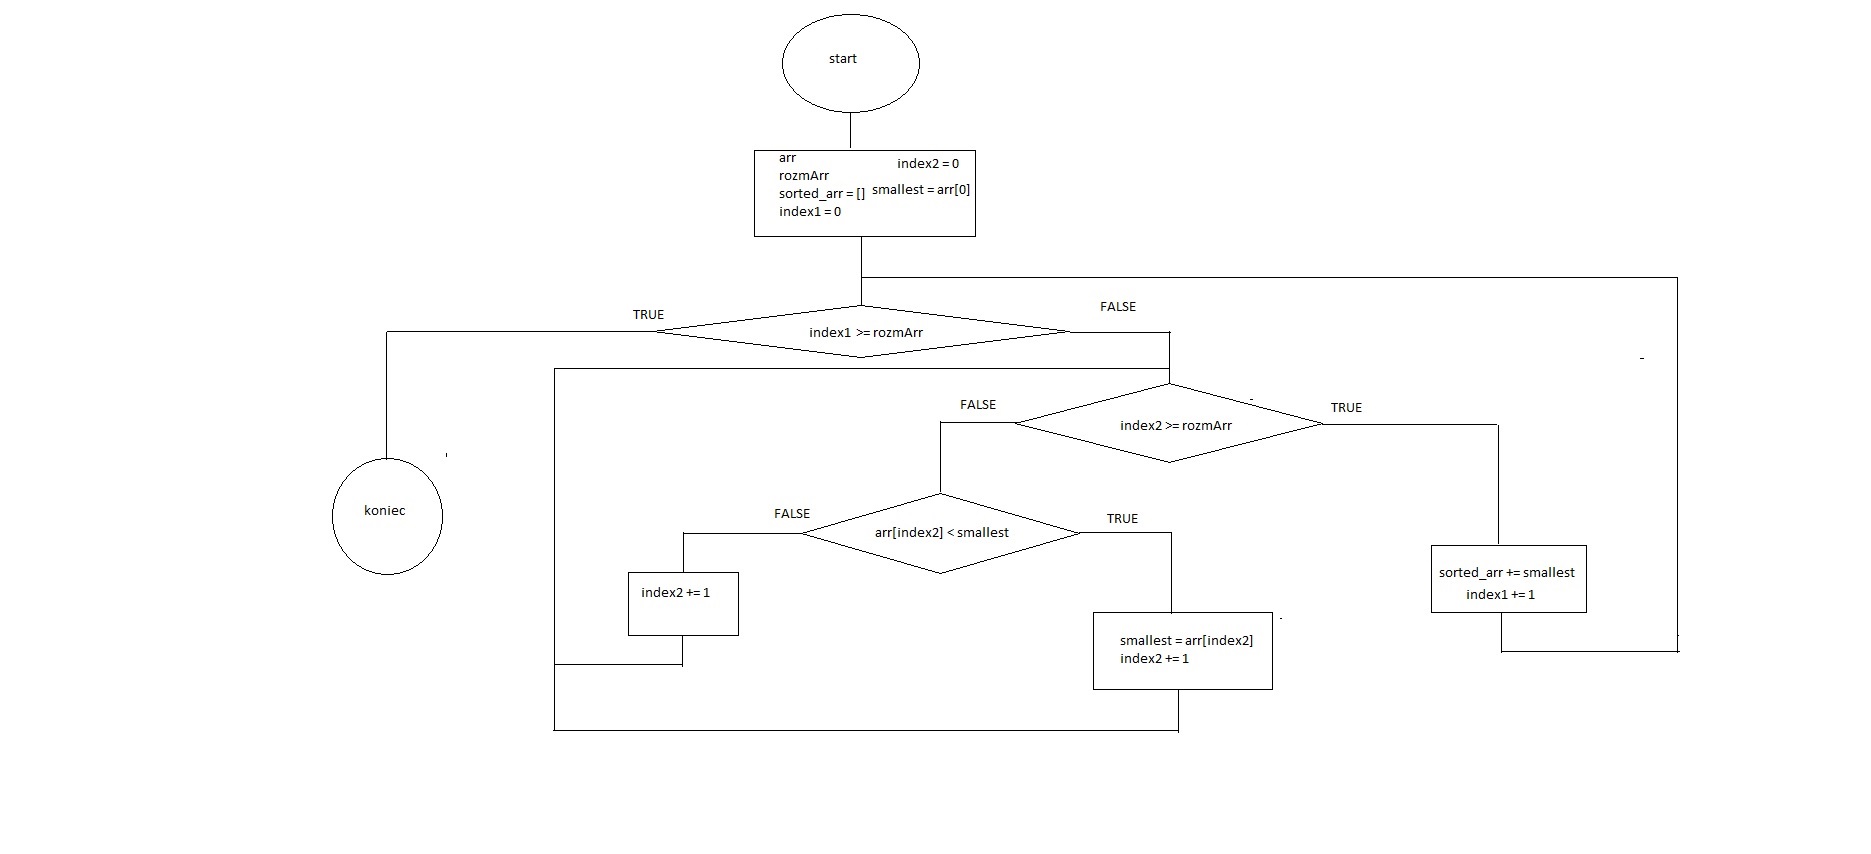 start
arr
rozmArr
sorted_arr = []
index1 = 0
index2 = 0
smallest = arr[0]
TRUE
index1 >= rozmArr
FALSE
FALSE
index2 >= rozmArr
TRUE
koniec
FALSE
arr[index2] < smallest
TRUE
index2 += 1
smallest = arr[index2]
index2 += 1
sorted_arr += smallest
index1 += 1